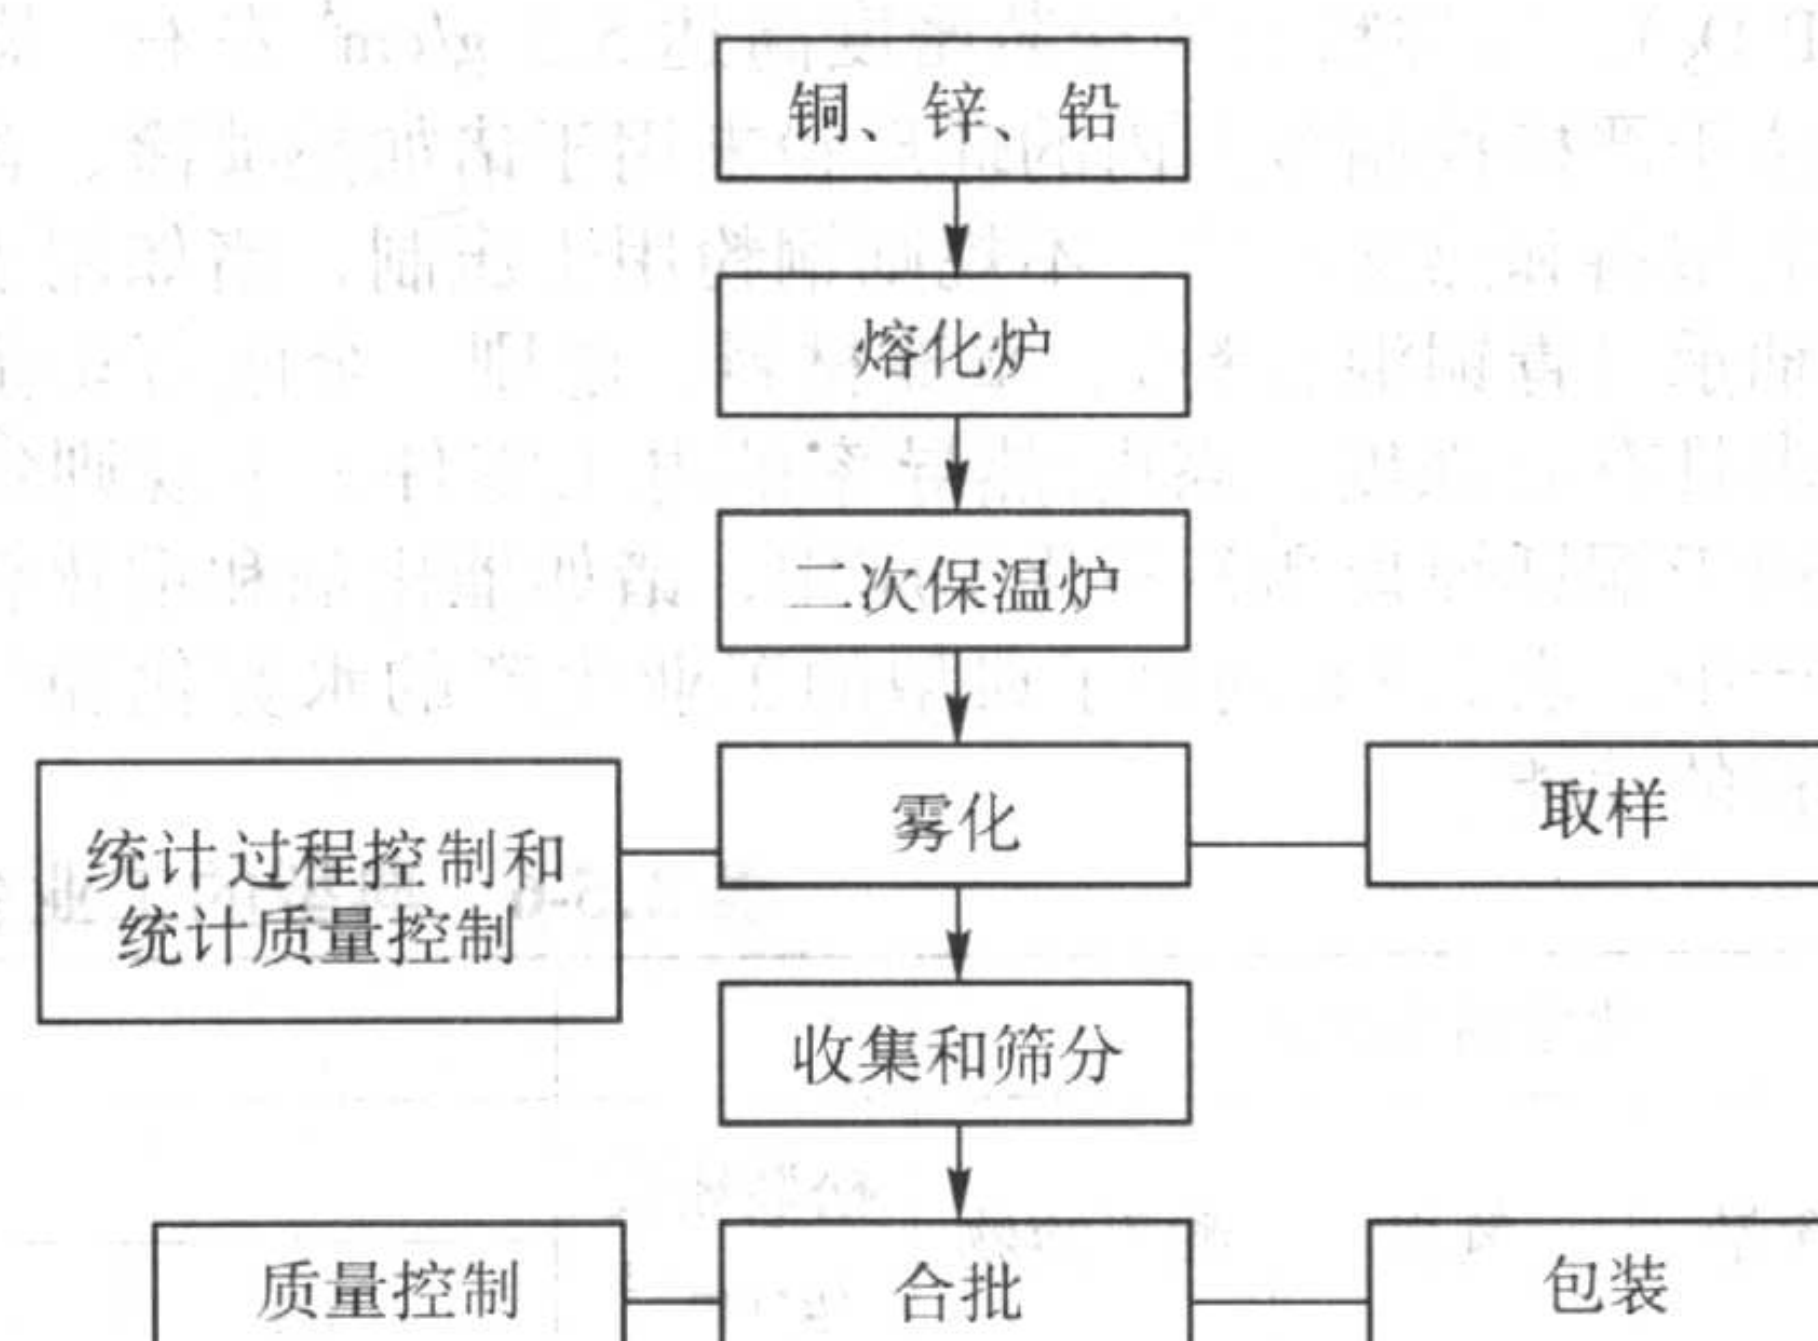 铜、锌、铅
熔化炉
二次保温炉
雾化
取样
统计过程控制和
统计质量控制
收集和筛分
质量控制
合批
包装